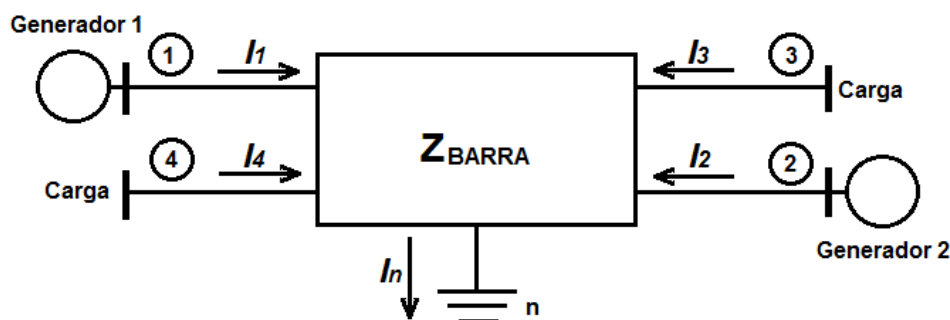 Generador 1
1
I1
I3
3
Carga
ZBARRA
4
I4
I2
2
Carga
Generador 2
In
n